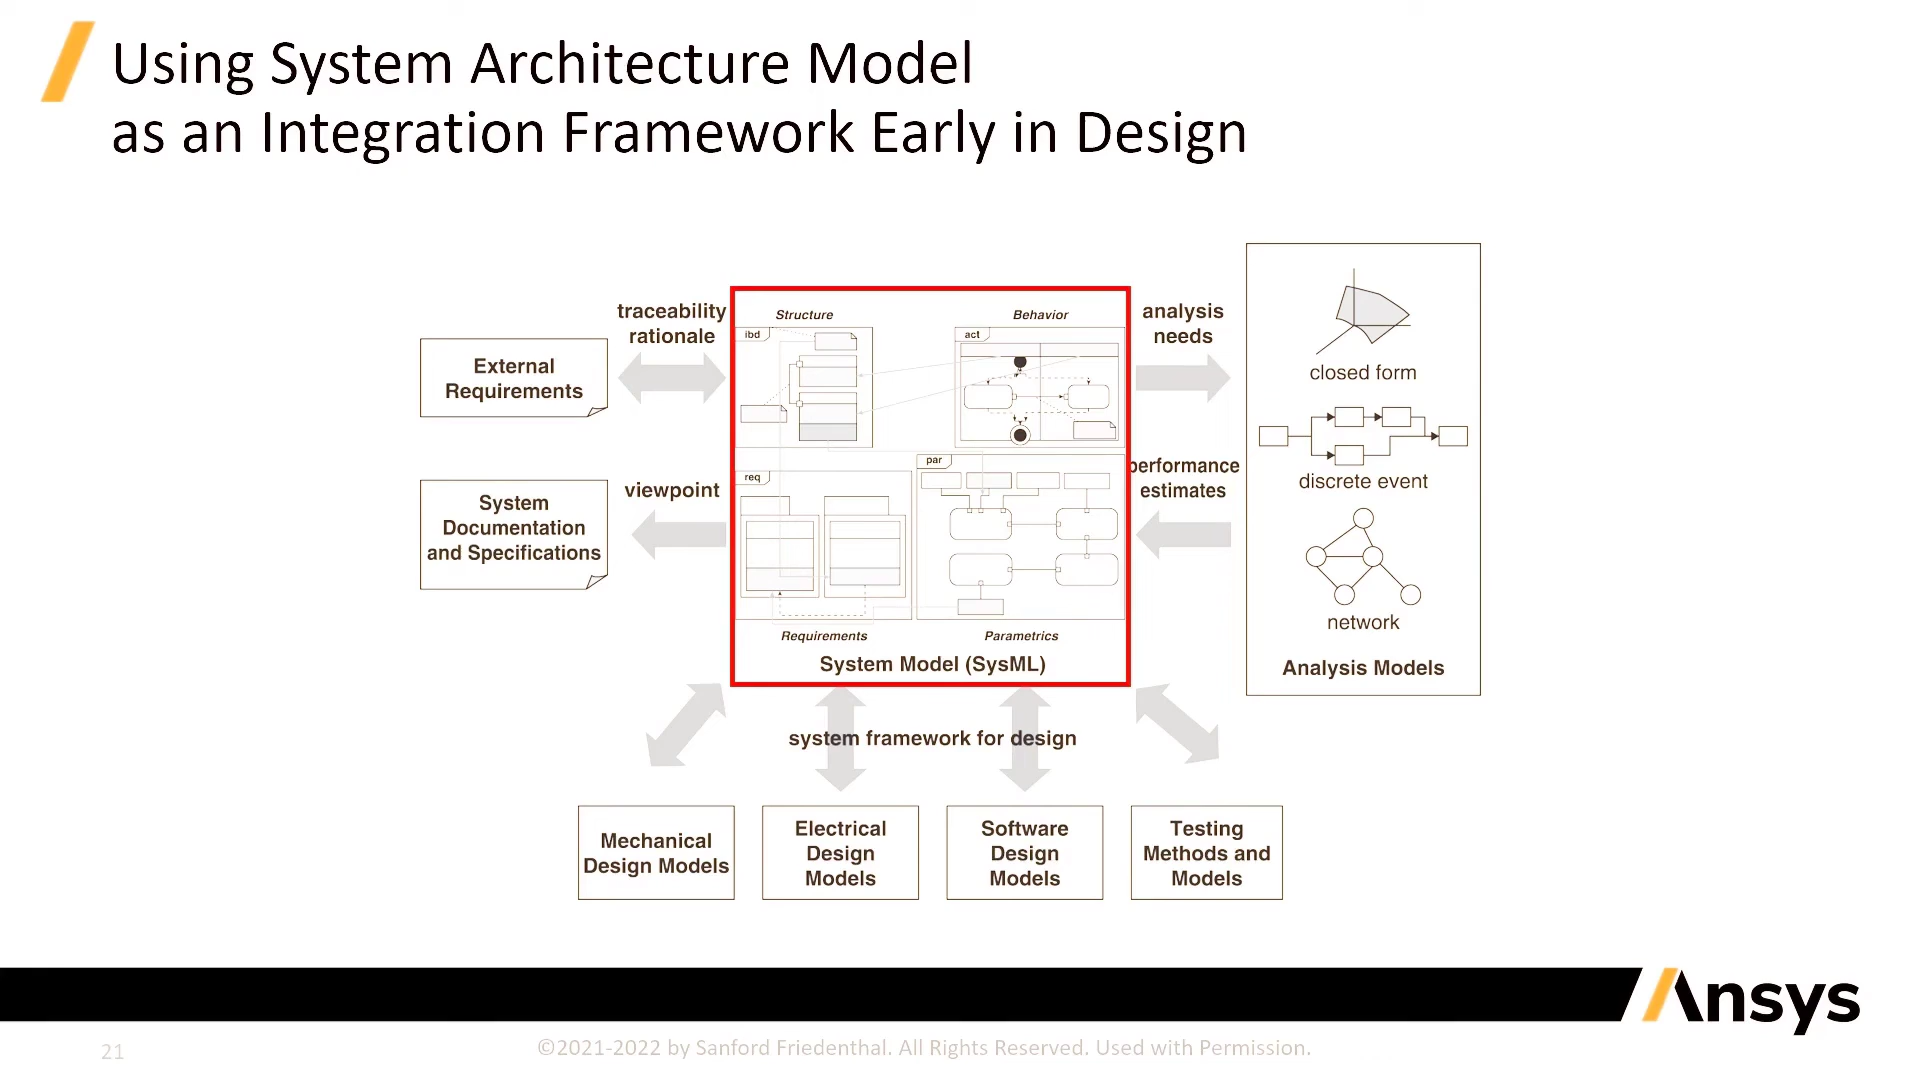 Using System Architecture Model
as an Integration Framework Early in Design
traceability
rationale
External
Requirements
viewpoint
System
Documentation
and Specifications
Structure
ibd
Behavior
act
req
par
Requirements
Parametrics
System Model (SysML)
analysis
needs
performance
estimates
closed form
discrete event
network
Analysis Models
system framework for design
Mechanical
Design Models
Electrical
Design
Models
Software
Design
Models
Testing
Methods and
Models
Ansys
21
©2021-2022 by Sanford Friedenthal. All Rights Reserved. Used with Permission.